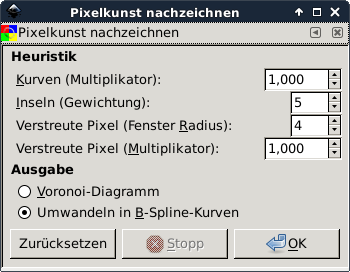 Pixelkunst nachzeichnen
Pixelkunst nachzeichnen
Heuristik
Kurven (Multiplikator): 1,000
Inseln (Gewichtung): 5
Verstreute Pixel (Fenster Radius): 4
Verstreute Pixel (Multiplikator): 1,000
Ausgabe
Voronoi-Diagramm
Umwandeln in B-Spline-Kurven
Zurücksetzen Stopp OK